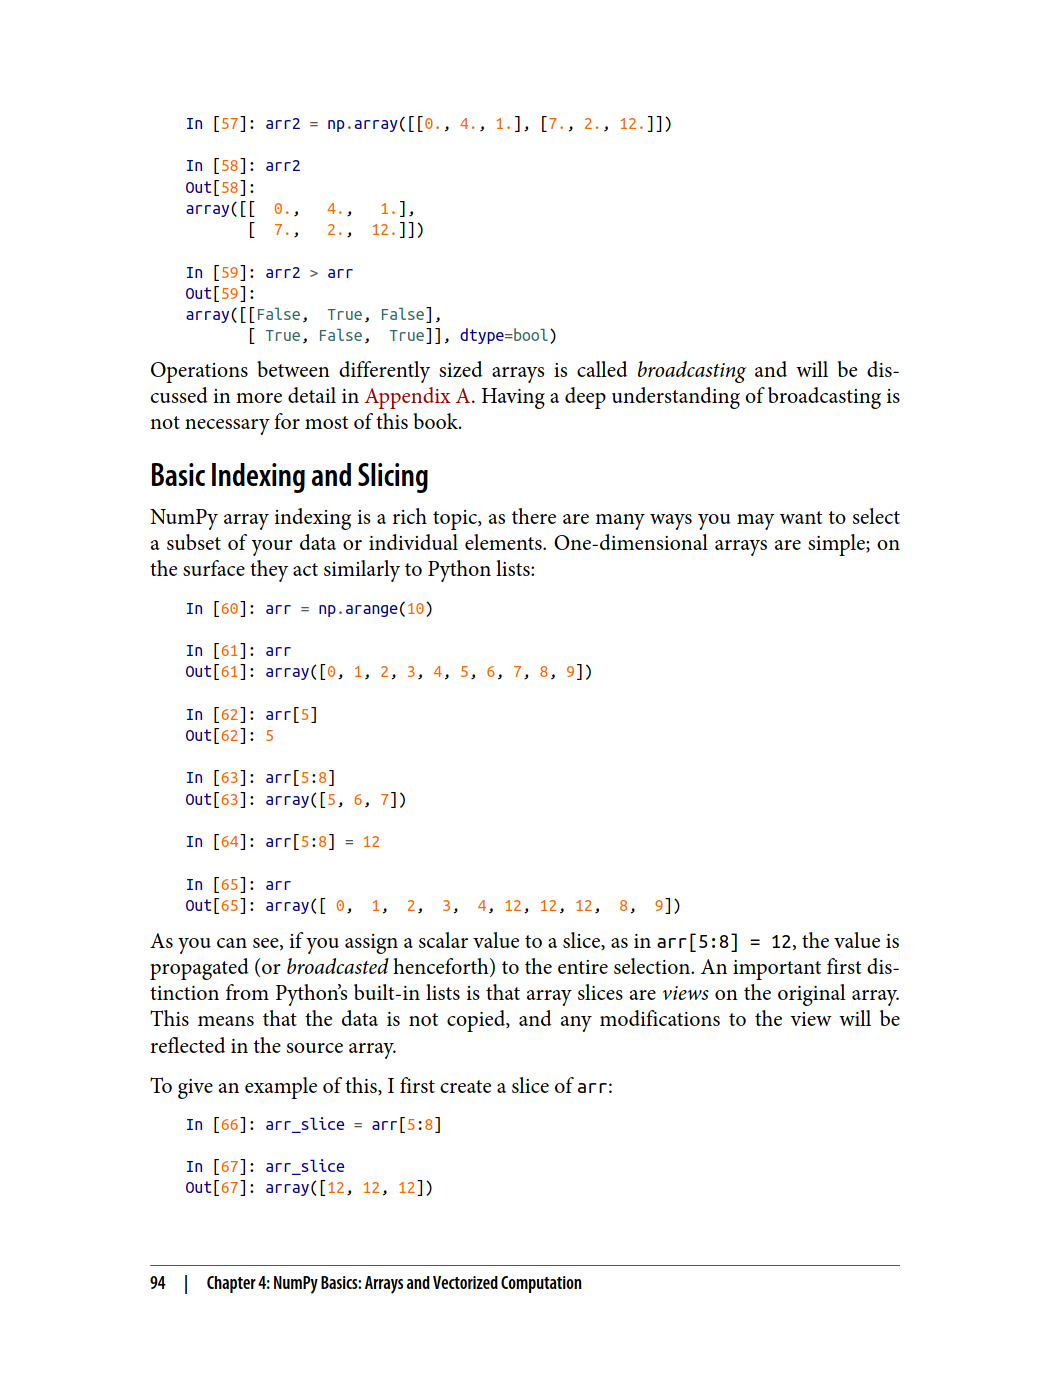 In [57]: arr2 = np.array([[0., 4., 1.], [7., 2., 12.]])
In [58]: arr2
Out[58]:
array([[  0.,   4.,   1.],
       [  7.,   2.,  12.]])
In [59]: arr2 > arr
Out[59]:
array([[False,  True, False],
       [ True, False,  True]], dtype=bool)
Operations between differently sized arrays is called broadcasting and will be dis-
cussed in more detail in Appendix A. Having a deep understanding of broadcasting is
not necessary for most of this book.
Basic Indexing and Slicing
NumPy array indexing is a rich topic, as there are many ways you may want to select
a subset of your data or individual elements. One-dimensional arrays are simple; on
the surface they act similarly to Python lists:
In [60]: arr = np.arange(10)
In [61]: arr
Out[61]: array([0, 1, 2, 3, 4, 5, 6, 7, 8, 9])
In [62]: arr[5]
Out[62]: 5
In [63]: arr[5:8]
Out[63]: array([5, 6, 7])
In [64]: arr[5:8] = 12
In [65]: arr
Out[65]: array([ 0,  1,  2,  3,  4, 12, 12, 12,  8,  9])
As you can see, if you assign a scalar value to a slice, as in arr[5:8] = 12, the value is
propagated (or broadcasted henceforth) to the entire selection. An important first dis-
tinction from Python’s built-in lists is that array slices are views on the original array.
This means that the data is not copied, and any modifications to the view will be
reflected in the source array.
To give an example of this, I first create a slice of arr:
In [66]: arr_slice = arr[5:8]
In [67]: arr_slice
Out[67]: array([12, 12, 12])
94 | Chapter 4: NumPy Basics: Arrays and Vectorized Computation